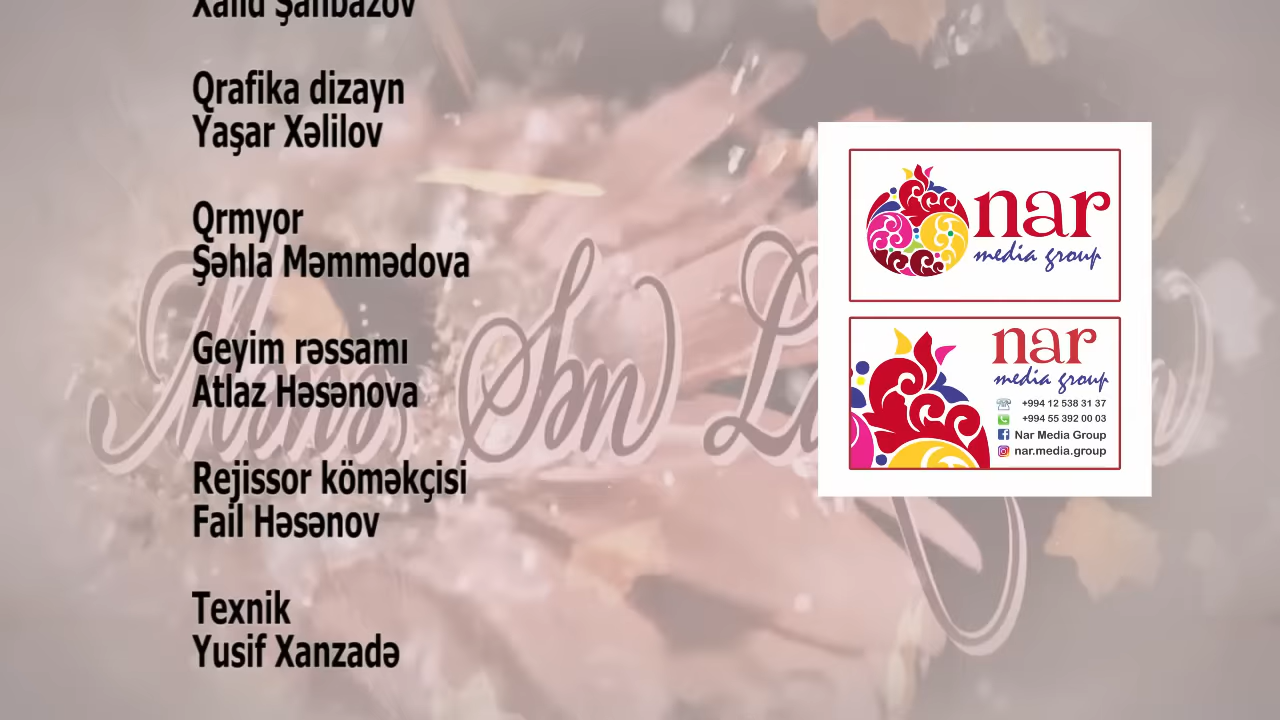 Qrafika dizayn
Yaşar Xəlilov
Qrmyor
Şəhla Məmmədova
Geyim rəssamı
Atlaz Həsənova
Rejissor köməkçisi
Fail Həsənov
Texnik
Yusif Xanzadə
nar
media group
nar
media group
+994 12 538 31 37
+994 55 392 00 03
Nar Media Group
nar.media.group
Mənə Sən